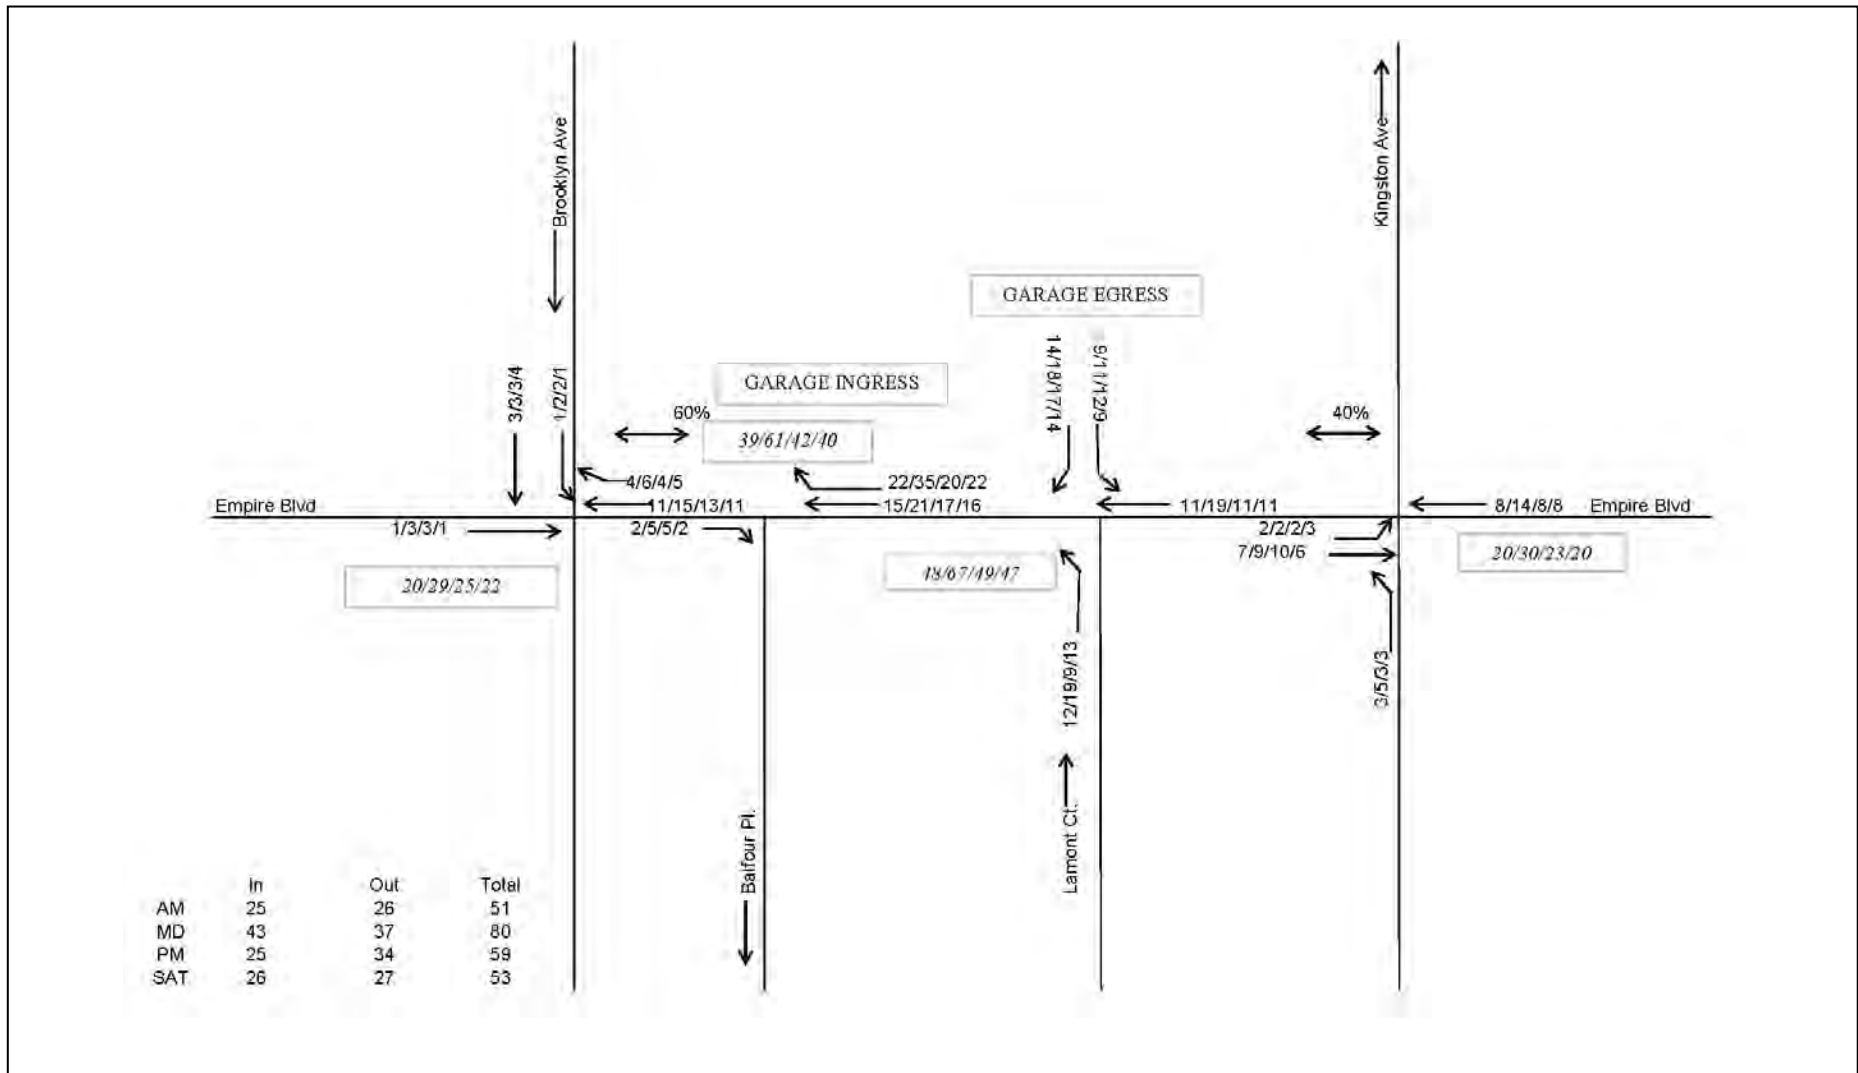 Brooklyn Ave
Kingston Ave
GARAGE EGRESS
14/18/17/14
9/11/12/9
GARAGE INGRESS
3/3/3/4
1/2/2/1
60%
40%
39/61/42/40
4/6/4/5
22/35/20/22
Empire Blvd
11/15/13/11
15/21/17/16
11/19/11/11
8/14/8/8
Empire Blvd
1/3/3/1
2/5/5/2
2/2/2/3
7/9/10/6
20/30/23/20
20/29/25/22
48/67/49/47
12/19/9/13
3/5/3/3
Balfour Pl.
Lamont Ct.
In Out Total
AM 25 26 51
MD 43 37 80
PM 25 34 59
SAT 26 27 53